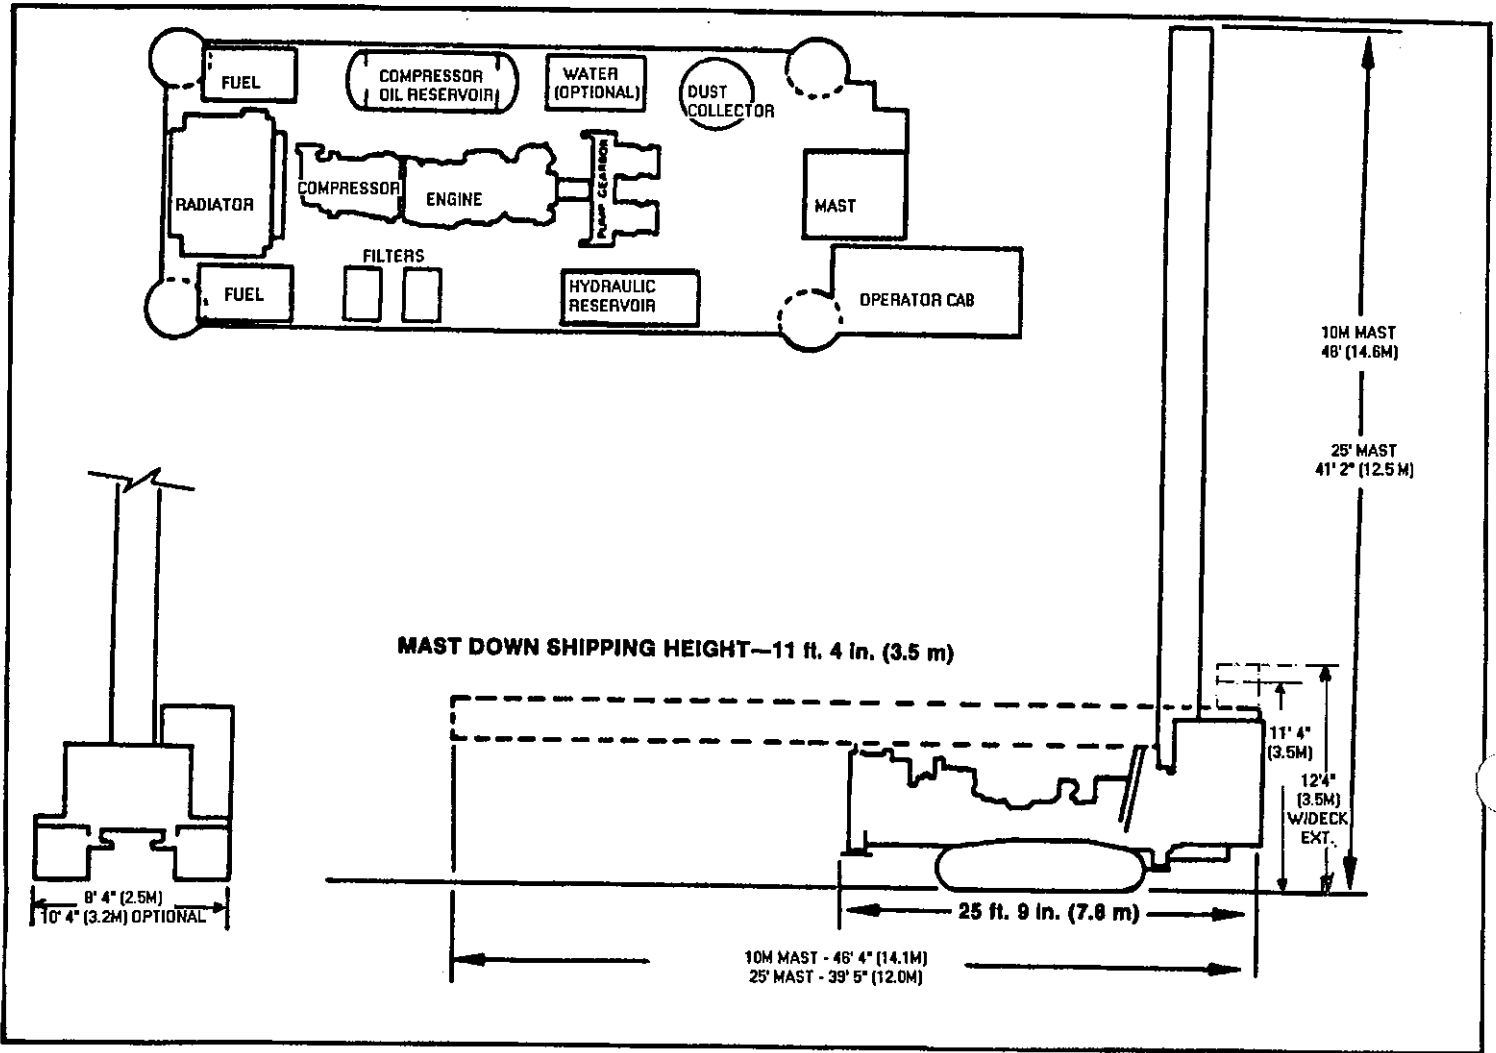 FUEL
COMPRESSOR
OIL RESERVOIR
WATER
(OPTIONAL)
DUST
COLLECTOR
RADIATOR
COMPRESSOR
ENGINE
PUMP GEARBOX
MAST
FILTERS
FUEL
HYDRAULIC
RESERVOIR
OPERATOR CAB
10M MAST
48' (14.6M)
25' MAST
41' 2" (12.5 M)
MAST DOWN SHIPPING HEIGHT—11 ft. 4 in. (3.5 m)
11' 4"
(3.5M)
12'4"
(3.5M)
W/DECK
EXT.
8' 4" (2.5M)
10' 4" (3.2M) OPTIONAL
25 ft. 9 in. (7.8 m)
10M MAST - 46' 4" (14.1M)
25' MAST - 39' 5" (12.0M)